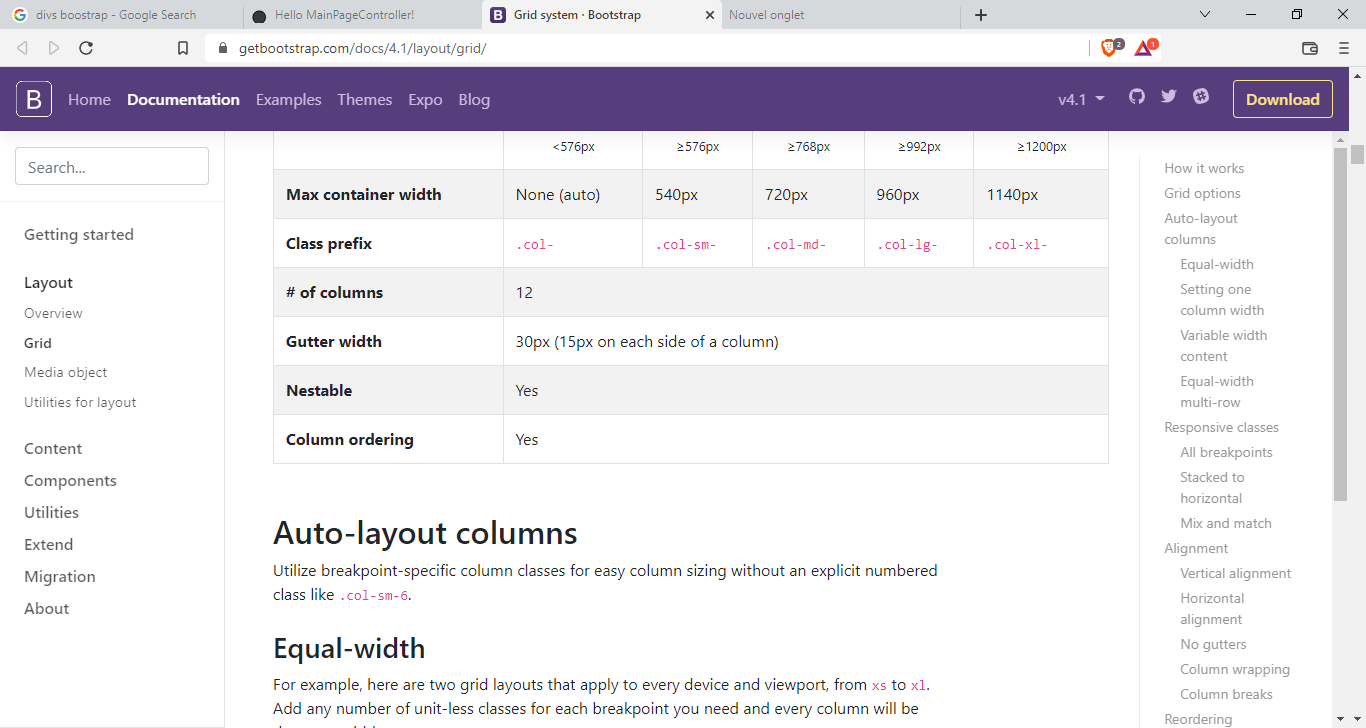 divs boostrap - Google Search
Hello MainPageController!
Grid system · Bootstrap
Nouvel onglet
getbootstrap.com/docs/4.1/layout/grid/
2
1
B
Home
Documentation
Examples
Themes
Expo
Blog
v4.1
Download
Search...
Getting started
Layout
Overview
Grid
Media object
Utilities for layout
Content
Components
Utilities
Extend
Migration
About
<576px ≥576px ≥768px ≥992px ≥1200px
Max container width None (auto) 540px 720px 960px 1140px
Class prefix .col- .col-sm- .col-md- .col-lg- .col-xl-
# of columns 12
Gutter width 30px (15px on each side of a column)
Nestable Yes
Column ordering Yes
Auto-layout columns
Utilize breakpoint-specific column classes for easy column sizing without an explicit numbered
class like .col-sm-6.
Equal-width
For example, here are two grid layouts that apply to every device and viewport, from xs to xl.
Add any number of unit-less classes for each breakpoint you need and every column will be
How it works
Grid options
Auto-layout
columns
Equal-width
Setting one
column width
Variable width
content
Equal-width
multi-row
Responsive classes
All breakpoints
Stacked to
horizontal
Mix and match
Alignment
Vertical alignment
Horizontal
alignment
No gutters
Column wrapping
Column breaks
Reordering